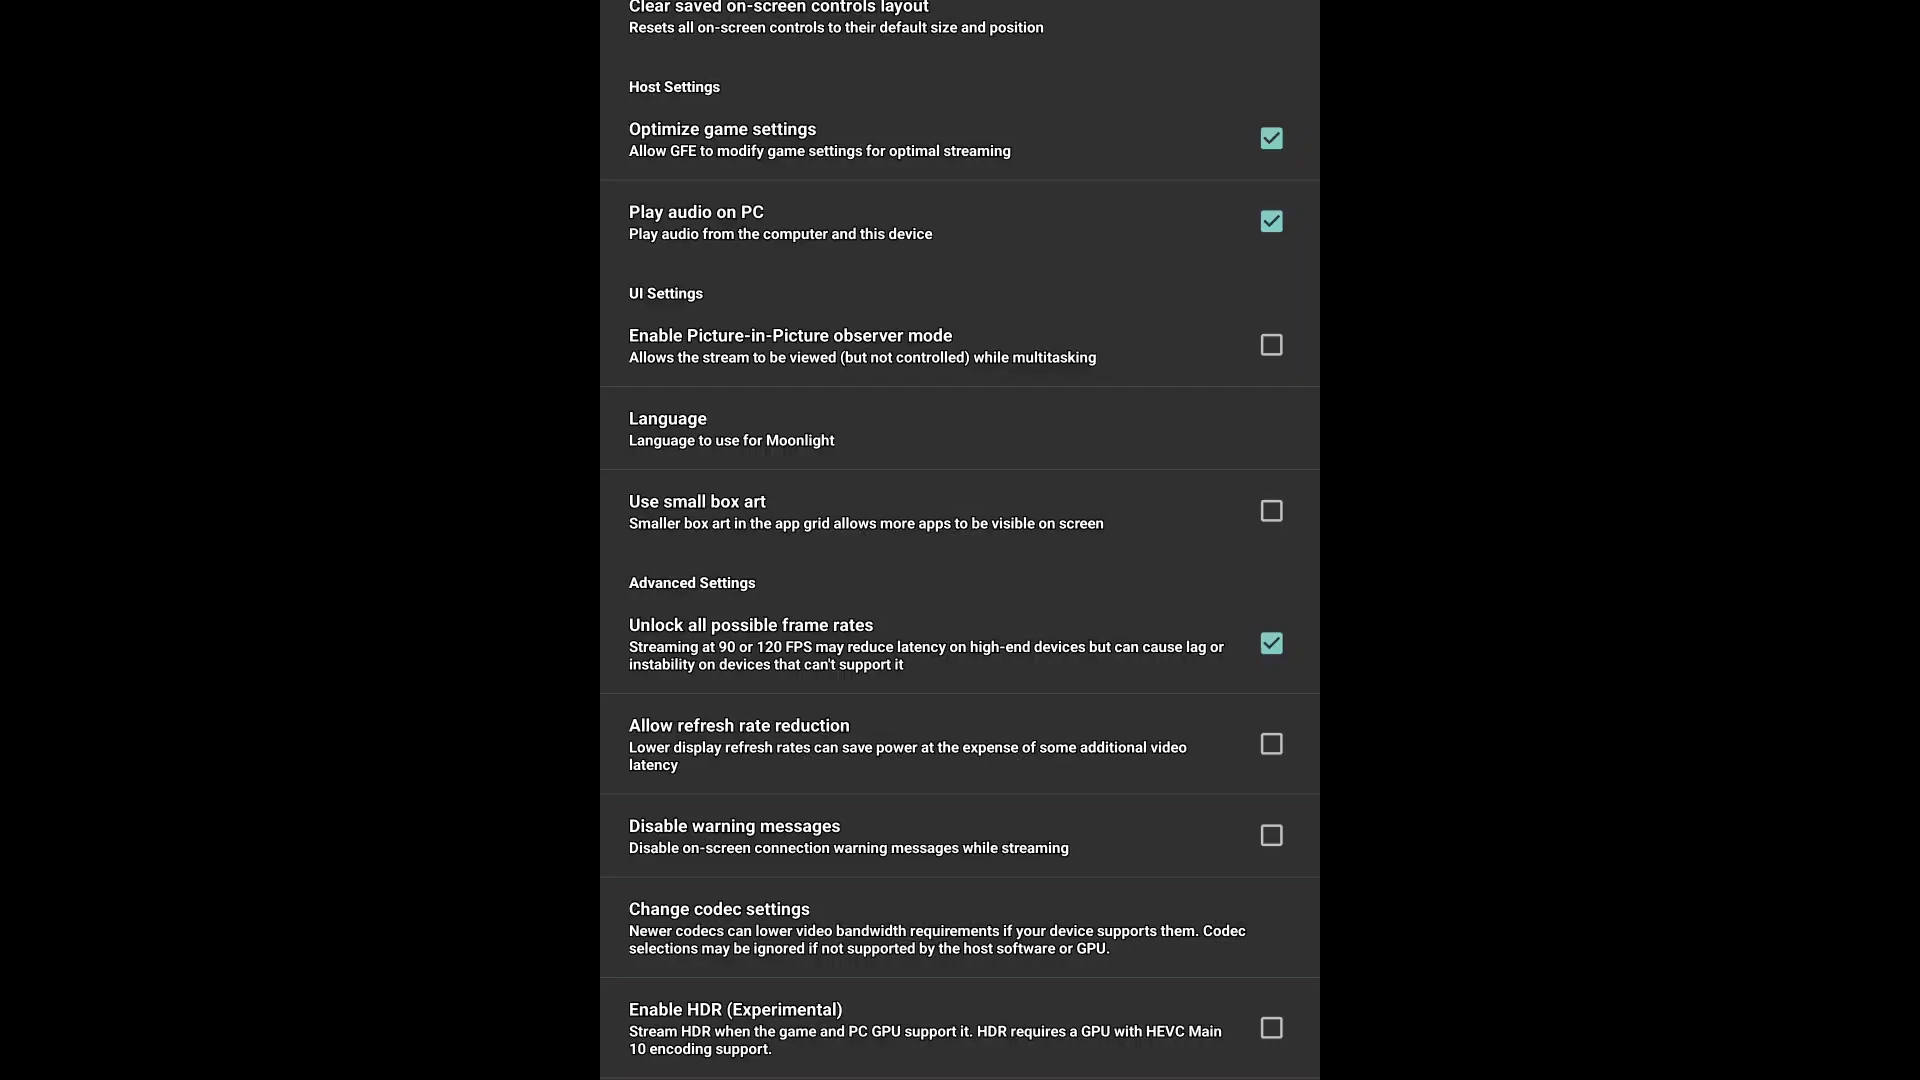 Clear saved on-screen controls layout
Resets all on-screen controls to their default size and position
Host Settings
Optimize game settings
Allow GFE to modify game settings for optimal streaming
Play audio on PC
Play audio from the computer and this device
UI Settings
Enable Picture-in-Picture observer mode
Allows the stream to be viewed (but not controlled) while multitasking
Language
Language to use for Moonlight
Use small box art
Smaller box art in the app grid allows more apps to be visible on screen
Advanced Settings
Unlock all possible frame rates
Streaming at 90 or 120 FPS may reduce latency on high-end devices but can cause lag or
instability on devices that can't support it
Allow refresh rate reduction
Lower display refresh rates can save power at the expense of some additional video
latency
Disable warning messages
Disable on-screen connection warning messages while streaming
Change codec settings
Newer codecs can lower video bandwidth requirements if your device supports them. Codec
selections may be ignored if not supported by the host software or GPU.
Enable HDR (Experimental)
Stream HDR when the game and PC GPU support it. HDR requires a GPU with HEVC Main
10 encoding support.